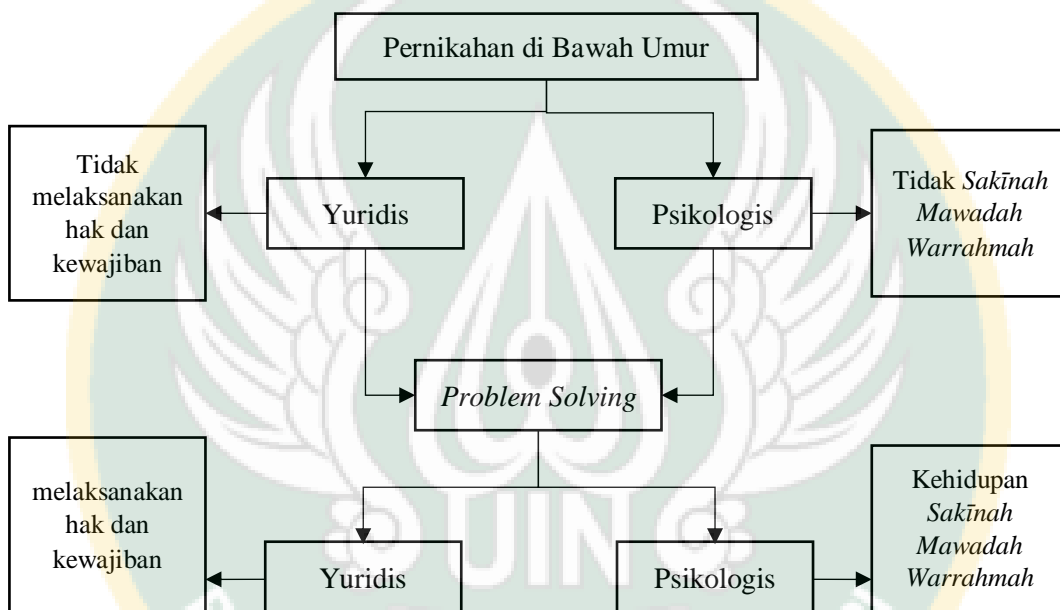 Pernikahan di Bawah Umur
Tidak
melaksanakan
hak dan
kewajiban
Yuridis
Psikologis
Tidak Sakīnah
Mawadah
Warrahmah
Problem Solving
melaksanakan
hak dan
kewajiban
Yuridis
Psikologis
Kehidupan
Sakīnah
Mawadah
Warrahmah
UIN